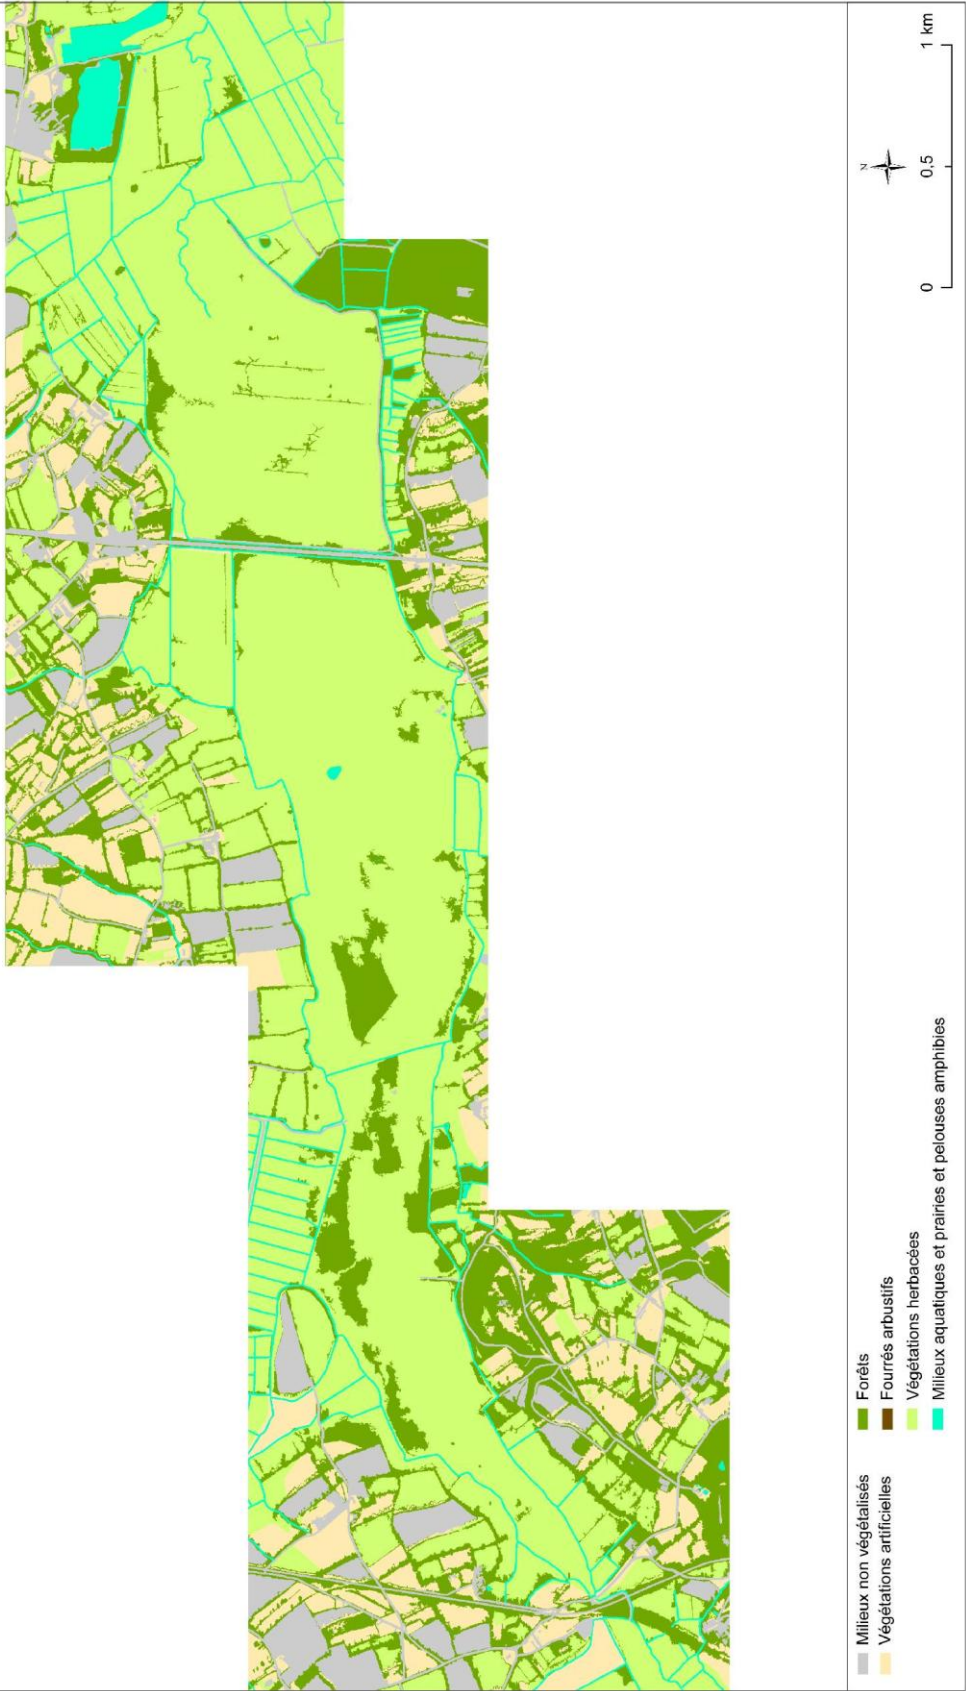 N
0
0,5
1 km
Milieux non végétalisés
Végétations artificielles
Forêts
Fourrés arbustifs
Végétations herbacées
Milieux aquatiques et prairies et pelouses amphibies